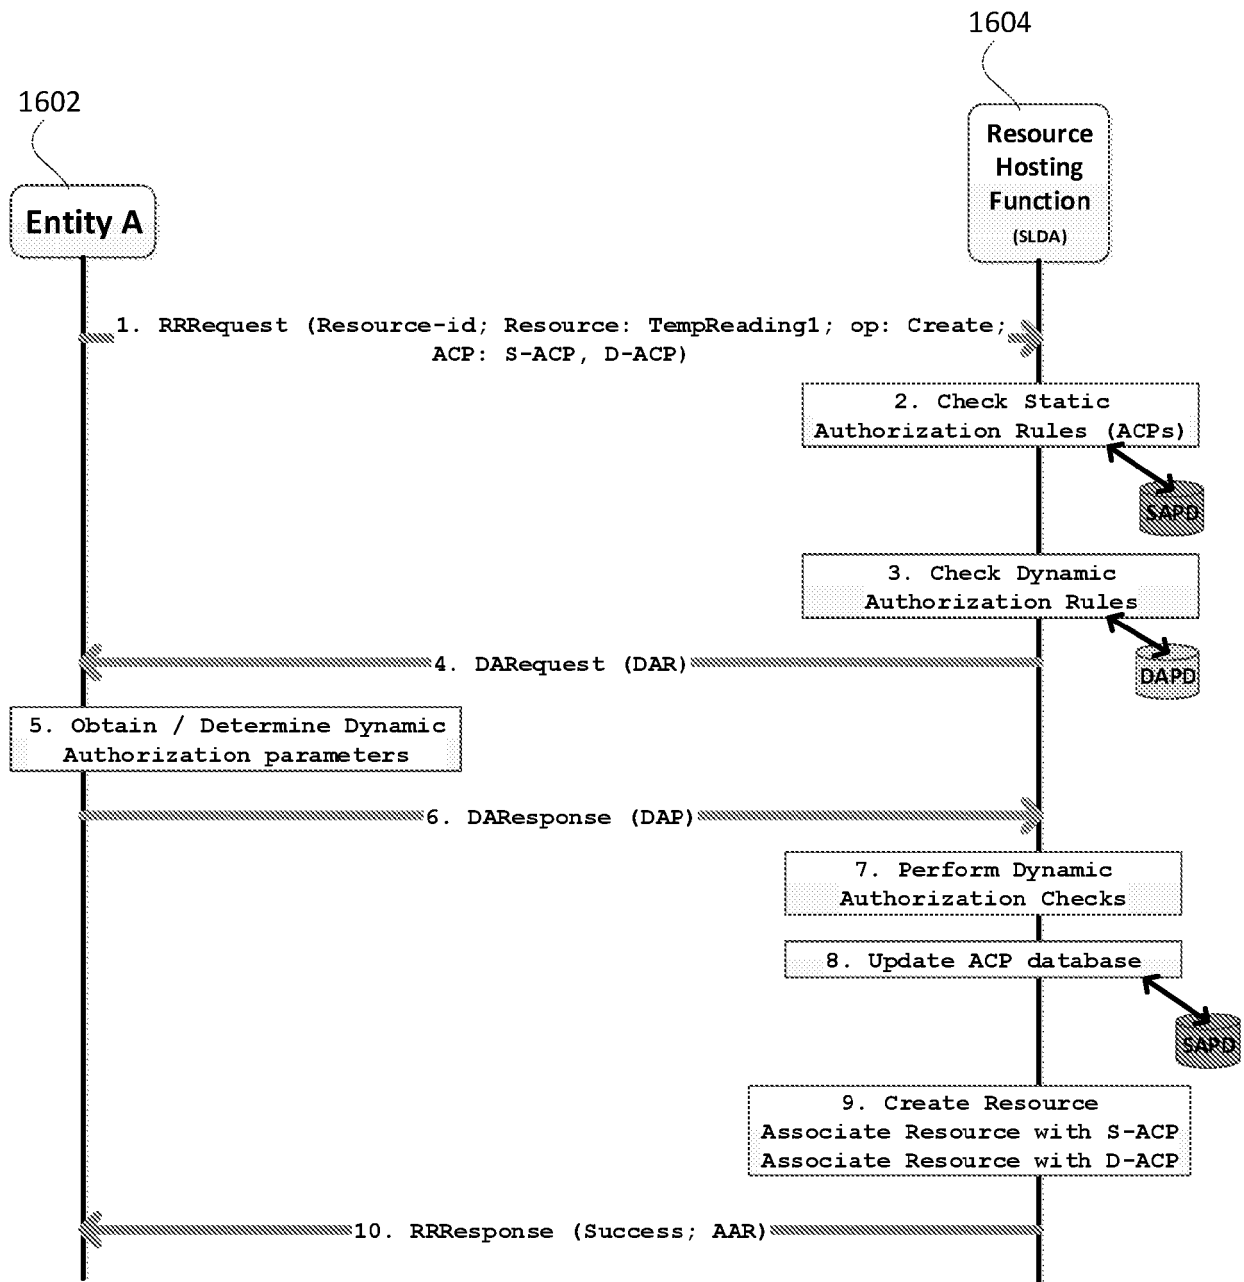 1604
1602
Resource
Hosting
Function
(SLDA)
Entity A
1. RRRequest (Resource-id; Resource: TempReading1; op: Create;
ACP: S-ACP, D-ACP)
2. Check Static
Authorization Rules (ACPs)
SAPD
3. Check Dynamic
Authorization Rules
4. DARequest (DAR)
DAPD
5. Obtain / Determine Dynamic
Authorization parameters
6. DAResponse (DAP)
7. Perform Dynamic
Authorization Checks
8. Update ACP database
SAPD
9. Create Resource
Associate Resource with S-ACP
Associate Resource with D-ACP
10. RRResponse (Success; AAR)